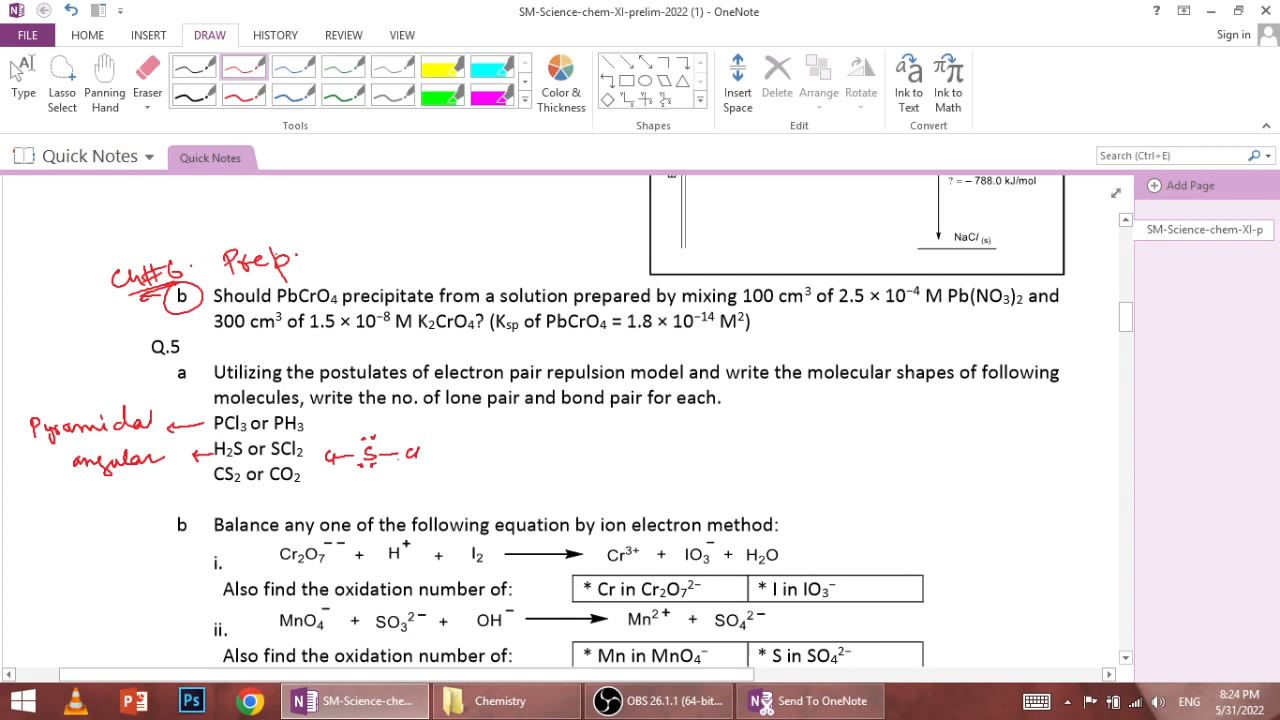 SM-Science-chem-XI-prelim-2022 (1) - OneNote
FILE HOME INSERT DRAW HISTORY REVIEW VIEW
Sign in
Type
Lasso Select
Panning Hand
Eraser
Color & Thickness
Insert Space
Delete
Arrange
Rotate
Ink to Text
Ink to Math
Tools
Shapes
Edit
Convert
Quick Notes
Quick Notes
Search (Ctrl+E)
Add Page
SM-Science-chem-XI-p
? = – 788.0 kJ/mol
NaCl (s)
Ch#6. Prep.
b Should PbCrO₄ precipitate from a solution prepared by mixing 100 cm³ of 2.5 × 10⁻⁴ M Pb(NO₃)₂ and
300 cm³ of 1.5 × 10⁻⁸ M K₂CrO₄? (Ksp of PbCrO₄ = 1.8 × 10⁻¹⁴ M²)
Q.5
a Utilizing the postulates of electron pair repulsion model and write the molecular shapes of following
molecules, write the no. of lone pair and bond pair for each.
Pyramidal ← PCl₃ or PH₃
angular ← H₂S or SCl₂ Cl—S—Cl
CS₂ or CO₂
b Balance any one of the following equation by ion electron method:
i. Cr₂O₇⁻⁻ + H⁺ + I₂ → Cr³⁺ + IO₃⁻ + H₂O
Also find the oxidation number of: * Cr in Cr₂O₇²⁻ * I in IO₃⁻
ii. MnO₄⁻ + SO₃²⁻ + OH⁻ → Mn²⁺ + SO₄²⁻
Also find the oxidation number of: * Mn in MnO₄⁻ * S in SO₄²⁻
SM-Science-che...
Chemistry
OBS 26.1.1 (64-bit...
Send To OneNote
ENG
8:24 PM
5/31/2022